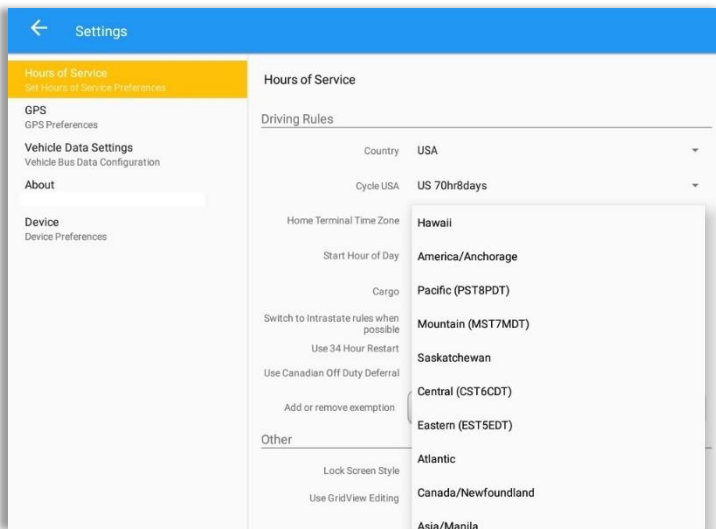 Settings
Hours of Service
Set Hours of Service Preferences
GPS
GPS Preferences
Vehicle Data Settings
Vehicle Bus Data Configuration
About
Device
Device Preferences
Hours of Service
Driving Rules
Country USA
Cycle USA US 70hr8days
Home Terminal Time Zone
Start Hour of Day
Cargo
Switch to Intrastate rules when
possible
Use 34 Hour Restart
Use Canadian Off Duty Deferral
Add or remove exemption
Other
Lock Screen Style
Use GridView Editing
Hawaii
America/Anchorage
Pacific (PST8PDT)
Mountain (MST7MDT)
Saskatchewan
Central (CST6CDT)
Eastern (EST5EDT)
Atlantic
Canada/Newfoundland
Asia/Manila